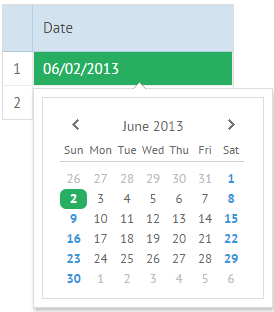 Date
1 06/02/2013
2
June 2013
Sun Mon Tue Wed Thu Fri Sat
26 27 28 29 30 31 1
2 3 4 5 6 7 8
9 10 11 12 13 14 15
16 17 18 19 20 21 22
23 24 25 26 27 28 29
30 1 2 3 4 5 6